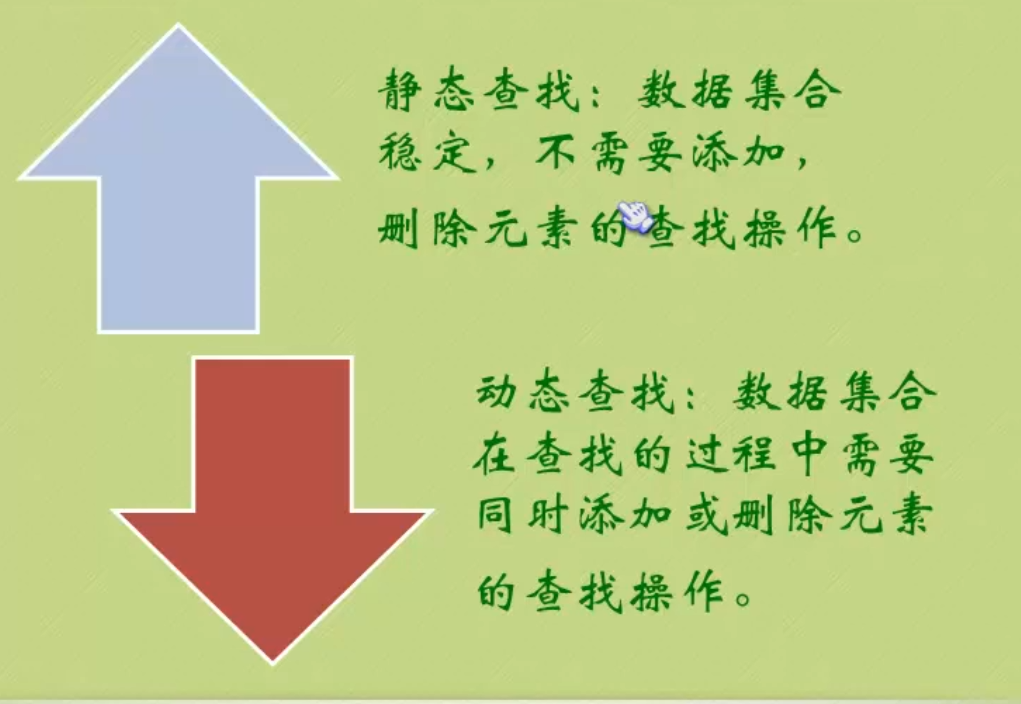 静态查找：数据集合
稳定，不需要添加，
删除元素的查找操作。
动态查找：数据集合
在查找的过程中需要
同时添加或删除元素
的查找操作。